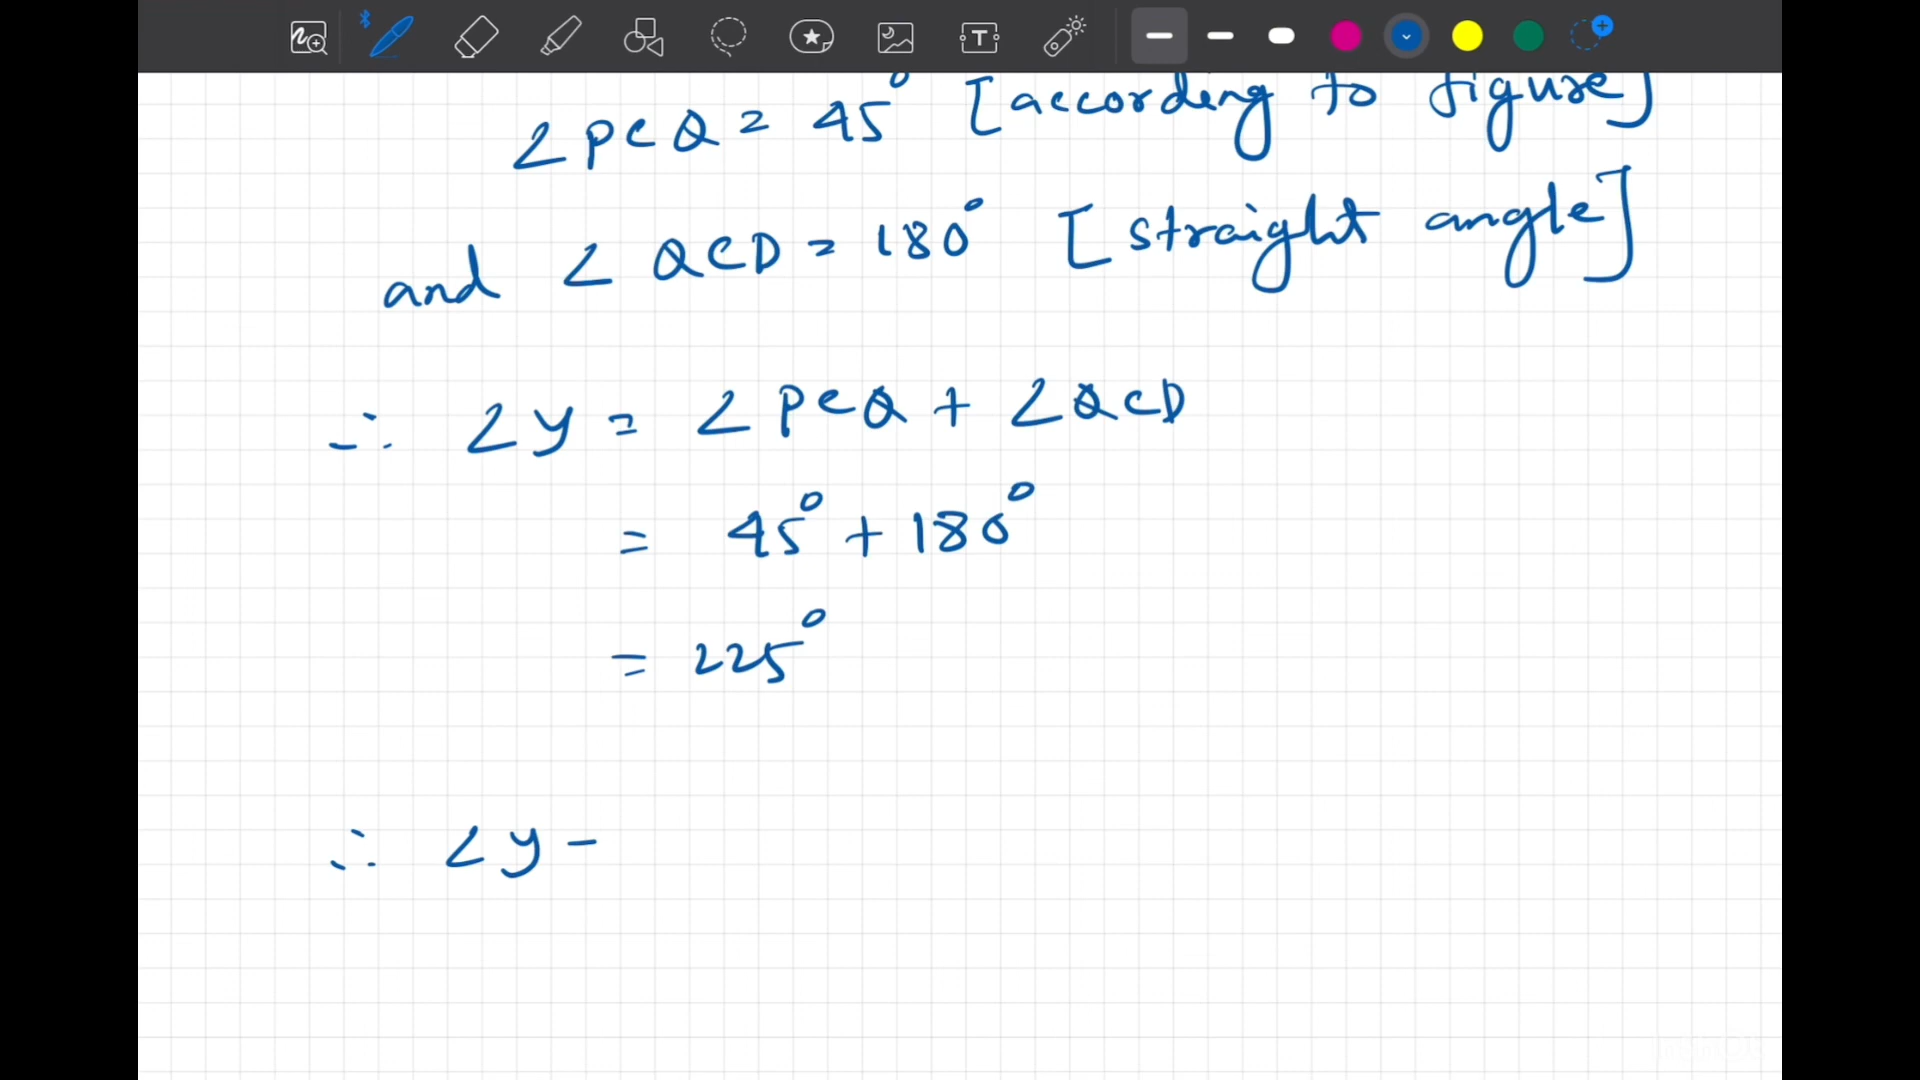 ∠PCQ = 45° [according to figure]
and ∠QCD = 180° [straight angle]
∴ ∠y = ∠PCQ + ∠QCD
= 45° + 180°
= 225°
∴ ∠y -